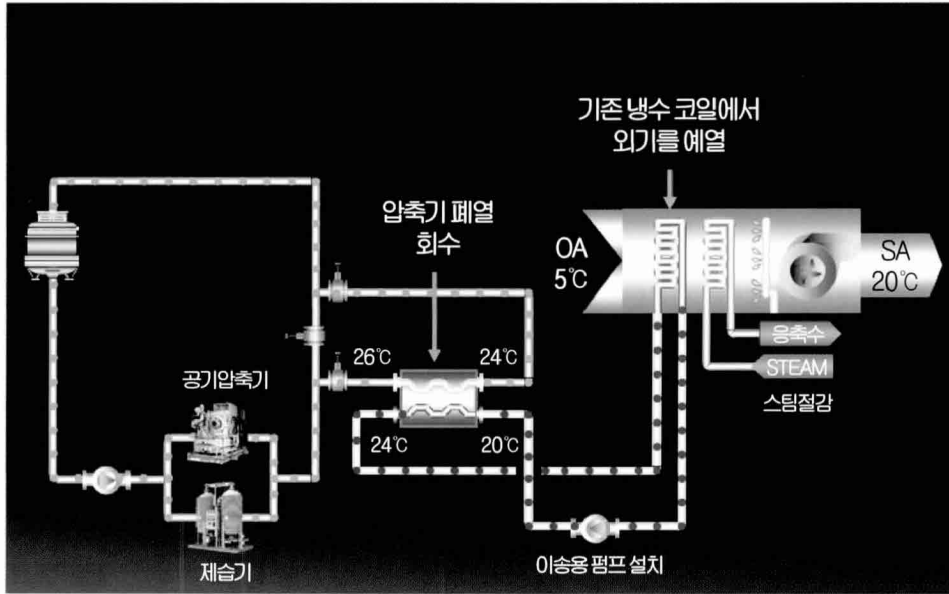 기존 냉수 코일에서
외기를 예열
압축기 폐열
회수
OA
5℃
SA
20℃
응축수
STEAM
스팀절감
26℃
24℃
24℃
20℃
공기압축기
제습기
이송용 펌프 설치